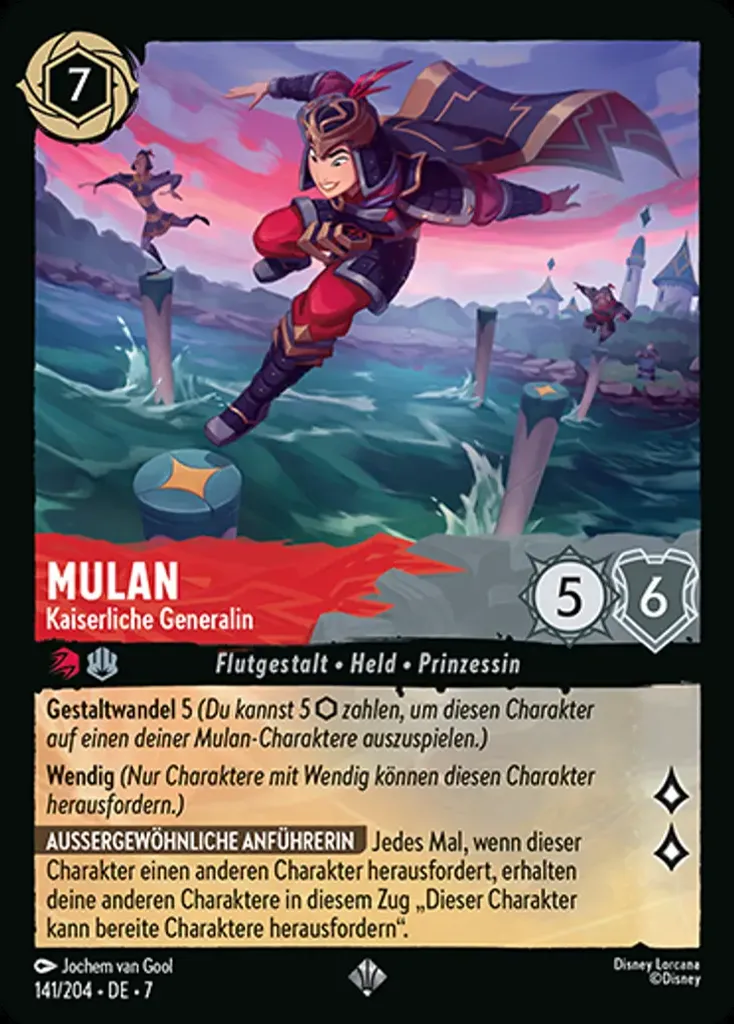 7
MULAN
Kaiserliche Generalin
5
6
Flutgestalt • Held • Prinzessin
Gestaltwandel 5 (Du kannst 5 ⬡ zahlen, um diesen Charakter
auf einen deiner Mulan-Charaktere auszuspielen.)
Wendig (Nur Charaktere mit Wendig können diesen Charakter
herausfordern.)
AUSSERGEWÖHNLICHE ANFÜHRERIN Jedes Mal, wenn dieser
Charakter einen anderen Charakter herausfordert, erhalten
deine anderen Charaktere in diesem Zug „Dieser Charakter
kann bereite Charaktere herausfordern“.
Jochem van Gool
141/204 • DE • 7
Disney Lorcana
©Disney